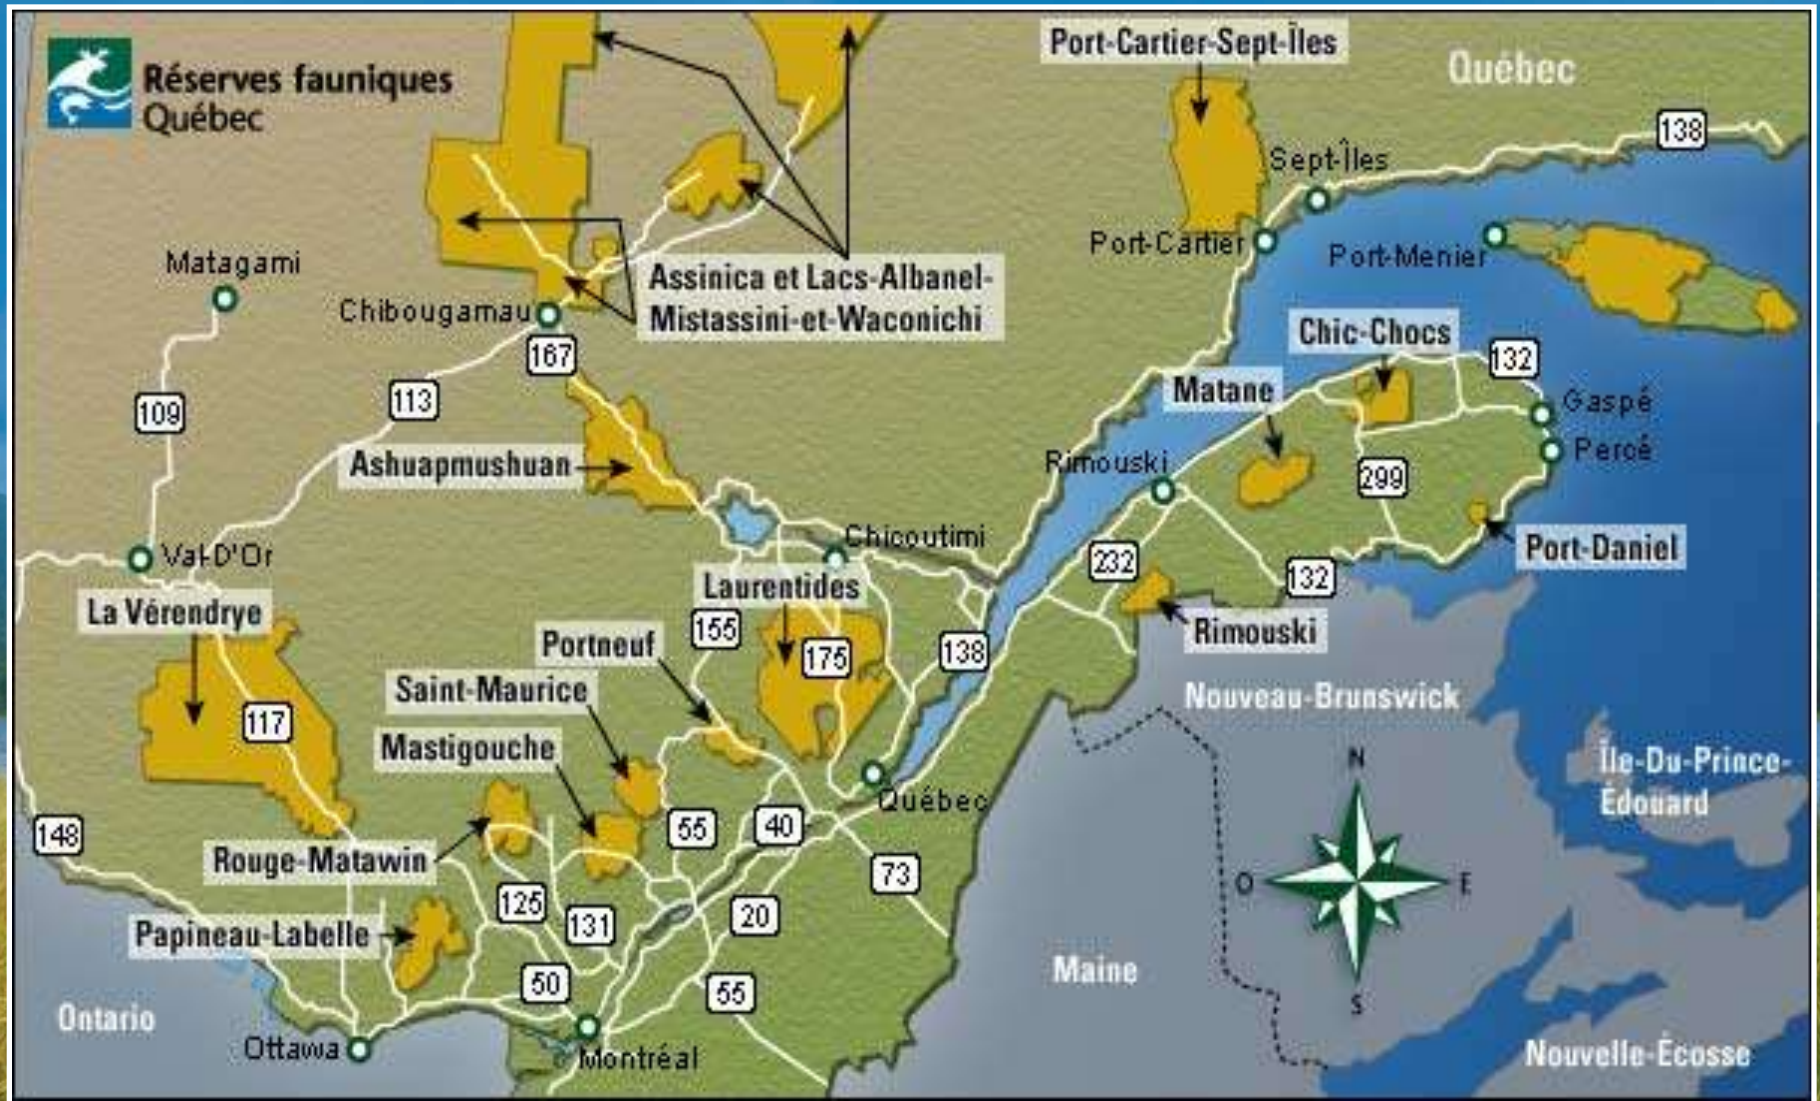 Réserves fauniques
Québec
Port-Cartier-Sept-Îles
Québec
138
Sept-Îles
Port-Cartier
Port-Menier
Matagami
Assinica et Lacs-Albanel-
Mistassini-et-Waconichi
Chibougamau
167
Chic-Chocs
132
Matane
113
109
Gaspé
Percé
Ashuapmushuan
Rimouski
299
Chicoutimi
Val-D'Or
232
Port-Daniel
132
Laurentides
La Vérendrye
155
Portneuf
175
138
Rimouski
Saint-Maurice
Nouveau-Brunswick
117
Mastigouche
Île-Du-Prince-
Édouard
N
Québec
148
55
40
Rouge-Matawin
73
O
E
125
131
20
Papineau-Labelle
Maine
50
55
S
Ontario
Ottawa
Montréal
Nouvelle-Écosse